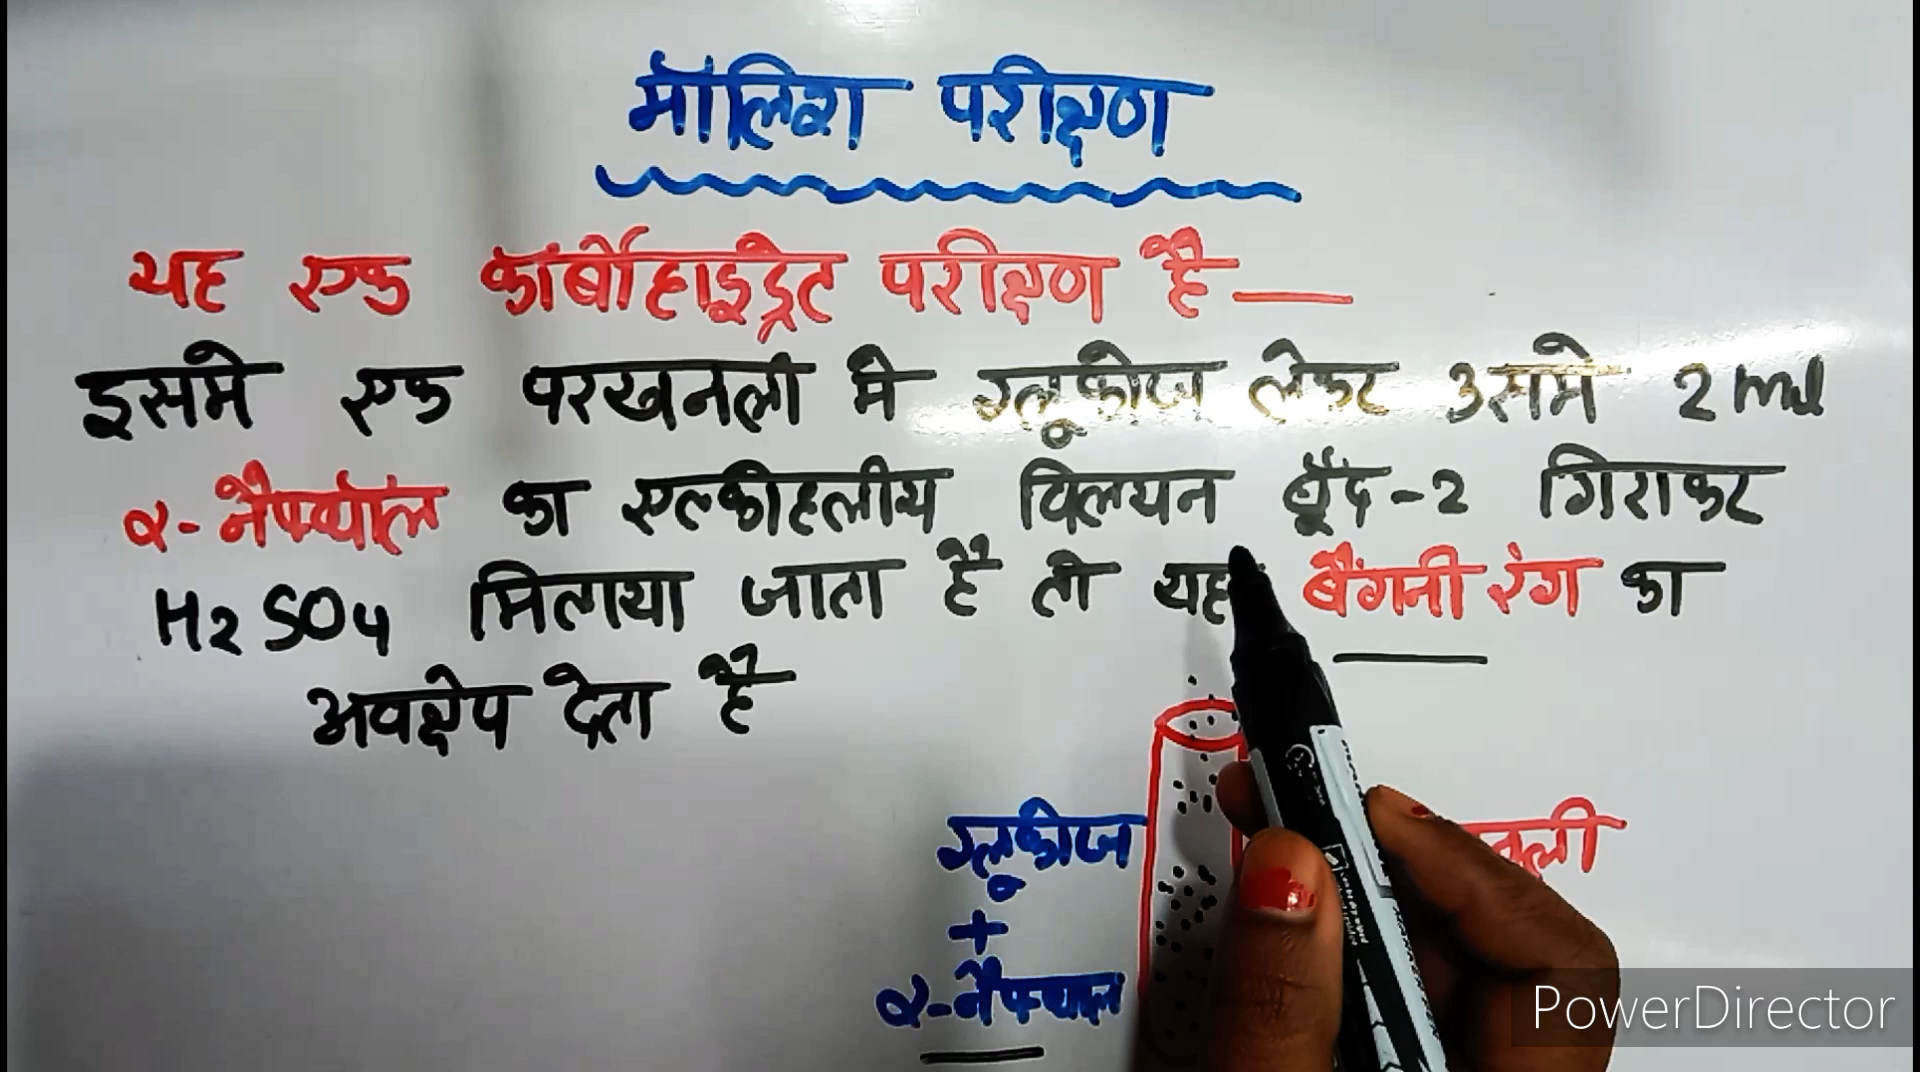 मॉलिश परीक्षण
यह एक कार्बोहाइड्रेट परीक्षण है—
इसमे एक परखनली मे ग्लूकोज लेकर उसमे 2 ml
α-नैफ्थॉल का एल्कोहलीय विलयन बूँद-2 गिराकर
H2SO4 मिलाया जाता है तो यह बैंगनी रंग का
अवक्षेप देता है
ग्लूकोज
+
α-नैफ्थाल
PowerDirector